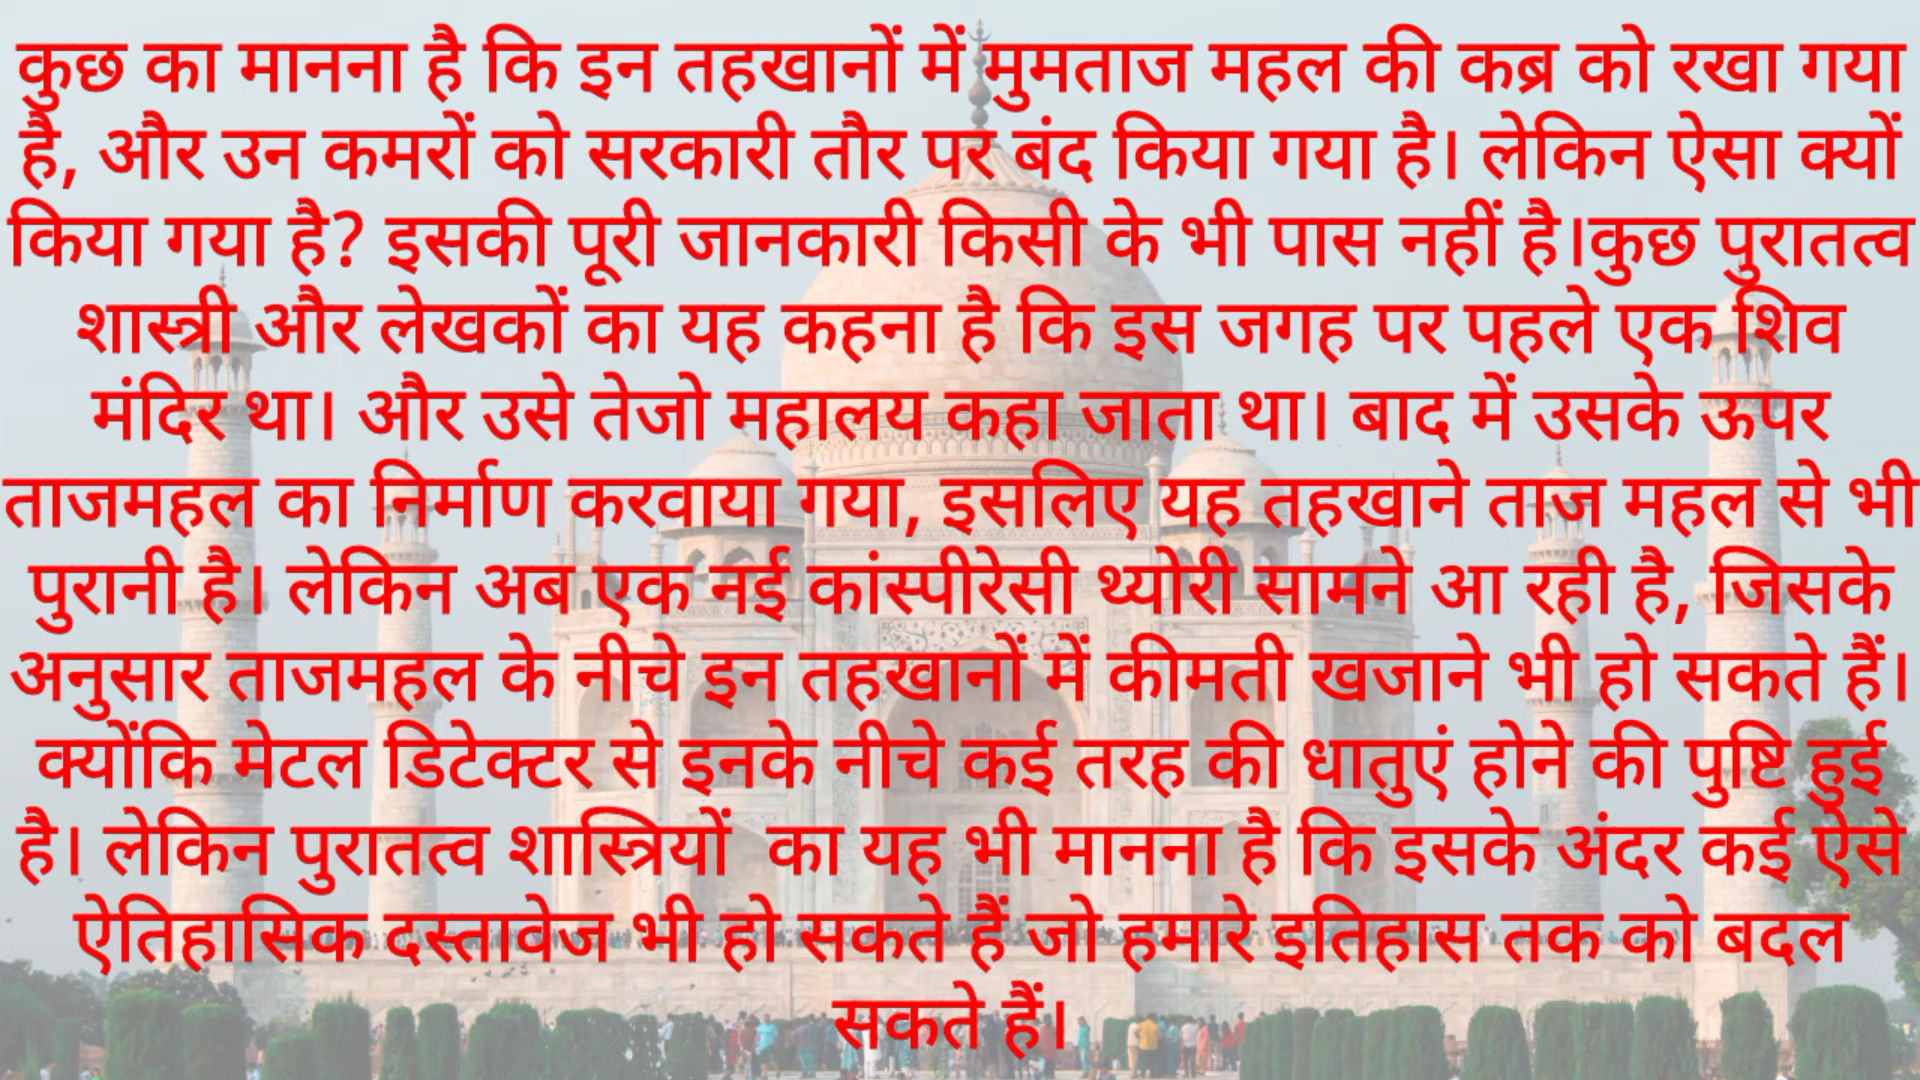 कुछ का मानना है कि इन तहखानों में मुमताज महल की कब्र को रखा गया
है, और उन कमरों को सरकारी तौर पर बंद किया गया है। लेकिन ऐसा क्यों
किया गया है? इसकी पूरी जानकारी किसी के भी पास नहीं है।कुछ पुरातत्व
शास्त्री और लेखकों का यह कहना है कि इस जगह पर पहले एक शिव
मंदिर था। और उसे तेजो महालय कहा जाता था। बाद में उसके ऊपर
ताजमहल का निर्माण करवाया गया, इसलिए यह तहखाने ताज महल से भी
पुरानी है। लेकिन अब एक नई कांस्पीरेसी थ्योरी सामने आ रही है, जिसके
अनुसार ताजमहल के नीचे इन तहखानों में कीमती खजाने भी हो सकते हैं।
क्योंकि मेटल डिटेक्टर से इनके नीचे कई तरह की धातुएं होने की पुष्टि हुई
है। लेकिन पुरातत्व शास्त्रियों  का यह भी मानना है कि इसके अंदर कई ऐसे
ऐतिहासिक दस्तावेज भी हो सकते हैं जो हमारे इतिहास तक को बदल
सकते हैं।